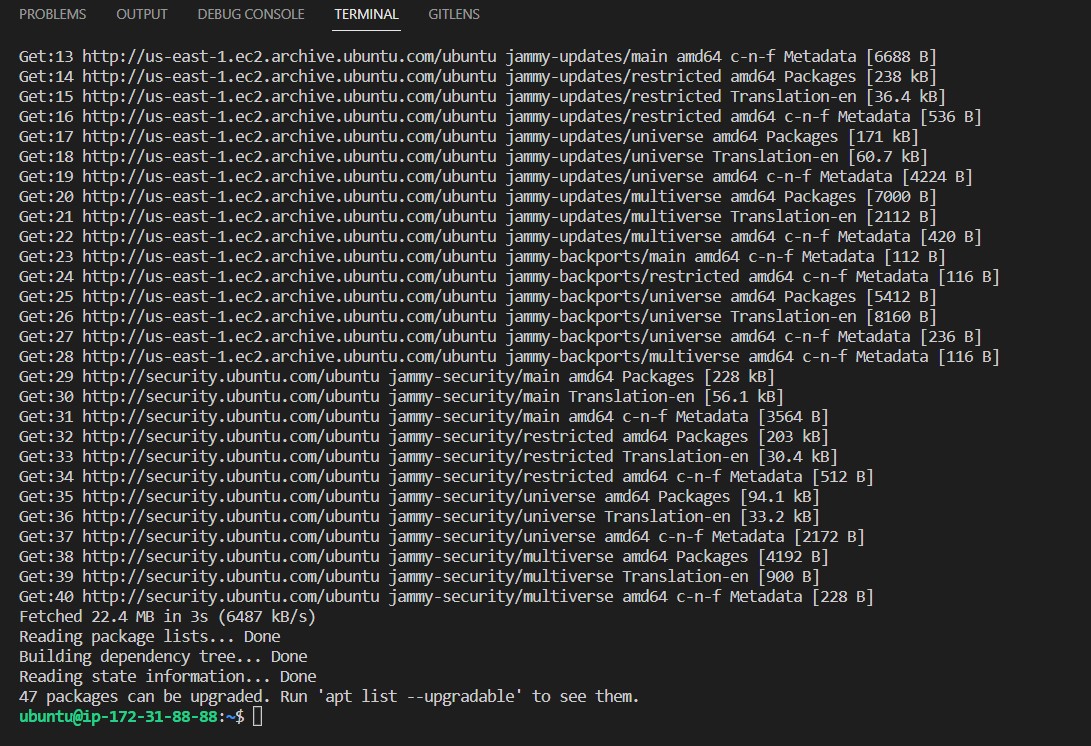 PROBLEMS OUTPUT DEBUG CONSOLE TERMINAL GITLENS
Get:13 http://us-east-1.ec2.archive.ubuntu.com/ubuntu jammy-updates/main amd64 c-n-f Metadata [6688 B]
Get:14 http://us-east-1.ec2.archive.ubuntu.com/ubuntu jammy-updates/restricted amd64 Packages [238 kB]
Get:15 http://us-east-1.ec2.archive.ubuntu.com/ubuntu jammy-updates/restricted Translation-en [36.4 kB]
Get:16 http://us-east-1.ec2.archive.ubuntu.com/ubuntu jammy-updates/restricted amd64 c-n-f Metadata [536 B]
Get:17 http://us-east-1.ec2.archive.ubuntu.com/ubuntu jammy-updates/universe amd64 Packages [171 kB]
Get:18 http://us-east-1.ec2.archive.ubuntu.com/ubuntu jammy-updates/universe Translation-en [60.7 kB]
Get:19 http://us-east-1.ec2.archive.ubuntu.com/ubuntu jammy-updates/universe amd64 c-n-f Metadata [4224 B]
Get:20 http://us-east-1.ec2.archive.ubuntu.com/ubuntu jammy-updates/multiverse amd64 Packages [7000 B]
Get:21 http://us-east-1.ec2.archive.ubuntu.com/ubuntu jammy-updates/multiverse Translation-en [2112 B]
Get:22 http://us-east-1.ec2.archive.ubuntu.com/ubuntu jammy-updates/multiverse amd64 c-n-f Metadata [420 B]
Get:23 http://us-east-1.ec2.archive.ubuntu.com/ubuntu jammy-backports/main amd64 c-n-f Metadata [112 B]
Get:24 http://us-east-1.ec2.archive.ubuntu.com/ubuntu jammy-backports/restricted amd64 c-n-f Metadata [116 B]
Get:25 http://us-east-1.ec2.archive.ubuntu.com/ubuntu jammy-backports/universe amd64 Packages [5412 B]
Get:26 http://us-east-1.ec2.archive.ubuntu.com/ubuntu jammy-backports/universe Translation-en [8160 B]
Get:27 http://us-east-1.ec2.archive.ubuntu.com/ubuntu jammy-backports/universe amd64 c-n-f Metadata [236 B]
Get:28 http://us-east-1.ec2.archive.ubuntu.com/ubuntu jammy-backports/multiverse amd64 c-n-f Metadata [116 B]
Get:29 http://security.ubuntu.com/ubuntu jammy-security/main amd64 Packages [228 kB]
Get:30 http://security.ubuntu.com/ubuntu jammy-security/main Translation-en [56.1 kB]
Get:31 http://security.ubuntu.com/ubuntu jammy-security/main amd64 c-n-f Metadata [3564 B]
Get:32 http://security.ubuntu.com/ubuntu jammy-security/restricted amd64 Packages [203 kB]
Get:33 http://security.ubuntu.com/ubuntu jammy-security/restricted Translation-en [30.4 kB]
Get:34 http://security.ubuntu.com/ubuntu jammy-security/restricted amd64 c-n-f Metadata [512 B]
Get:35 http://security.ubuntu.com/ubuntu jammy-security/universe amd64 Packages [94.1 kB]
Get:36 http://security.ubuntu.com/ubuntu jammy-security/universe Translation-en [33.2 kB]
Get:37 http://security.ubuntu.com/ubuntu jammy-security/universe amd64 c-n-f Metadata [2172 B]
Get:38 http://security.ubuntu.com/ubuntu jammy-security/multiverse amd64 Packages [4192 B]
Get:39 http://security.ubuntu.com/ubuntu jammy-security/multiverse Translation-en [900 B]
Get:40 http://security.ubuntu.com/ubuntu jammy-security/multiverse amd64 c-n-f Metadata [228 B]
Fetched 22.4 MB in 3s (6487 kB/s)
Reading package lists... Done
Building dependency tree... Done
Reading state information... Done
47 packages can be upgraded. Run 'apt list --upgradable' to see them.
ubuntu@ip-172-31-88-88:~$